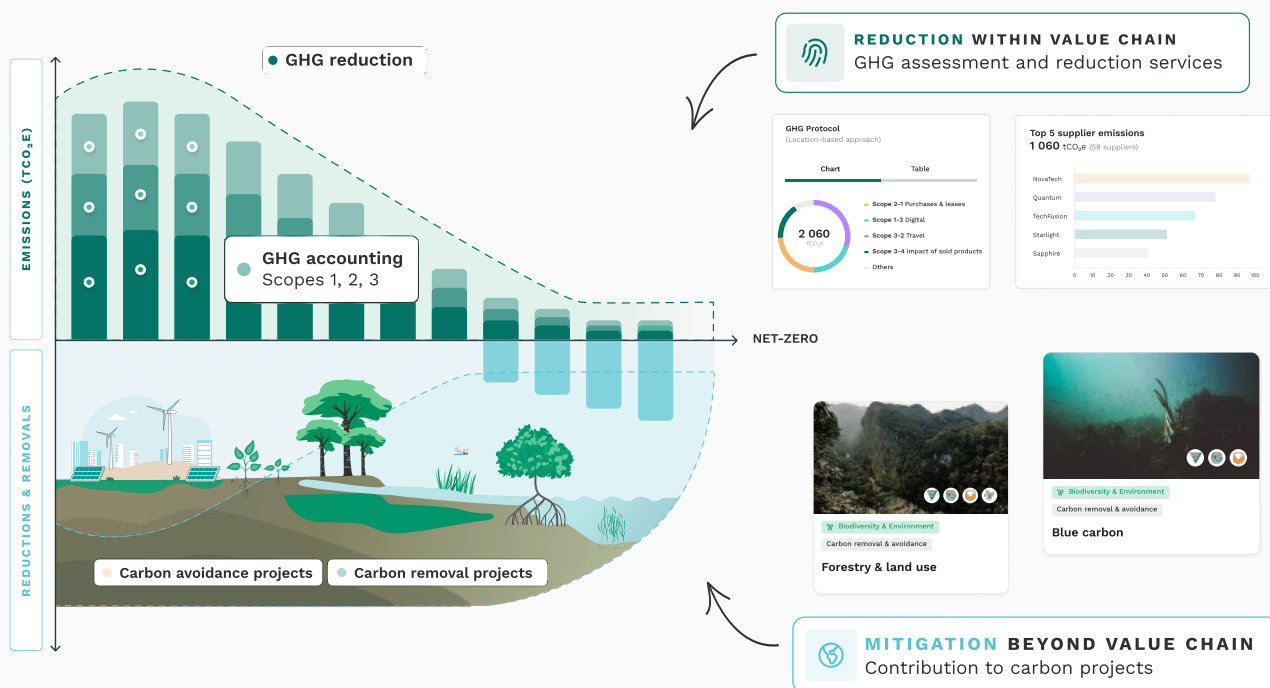 GHG reduction
EMISSIONS (TCO₂E)
GHG accounting
Scopes 1, 2, 3
NET-ZERO
REDUCTIONS & REMOVALS
Carbon avoidance projects
Carbon removal projects
REDUCTION WITHIN VALUE CHAIN
GHG assessment and reduction services
GHG Protocol
(Location-based approach)
Chart Table
2 060
tCO₂e
Scope 2-1 Purchases & leases
Scope 1-3 Digital
Scope 3-2 Travel
Scope 3-4 Impact of sold products
Others
Top 5 supplier emissions
1 060 tCO₂e (59 suppliers)
NovaTech
Quantum
TechFusion
Starlight
Sapphire
0 10 20 30 40 50 60 70 80 90 100
Biodiversity & Environment
Carbon removal & avoidance
Forestry & land use
Biodiversity & Environment
Carbon removal & avoidance
Blue carbon
MITIGATION BEYOND VALUE CHAIN
Contribution to carbon projects